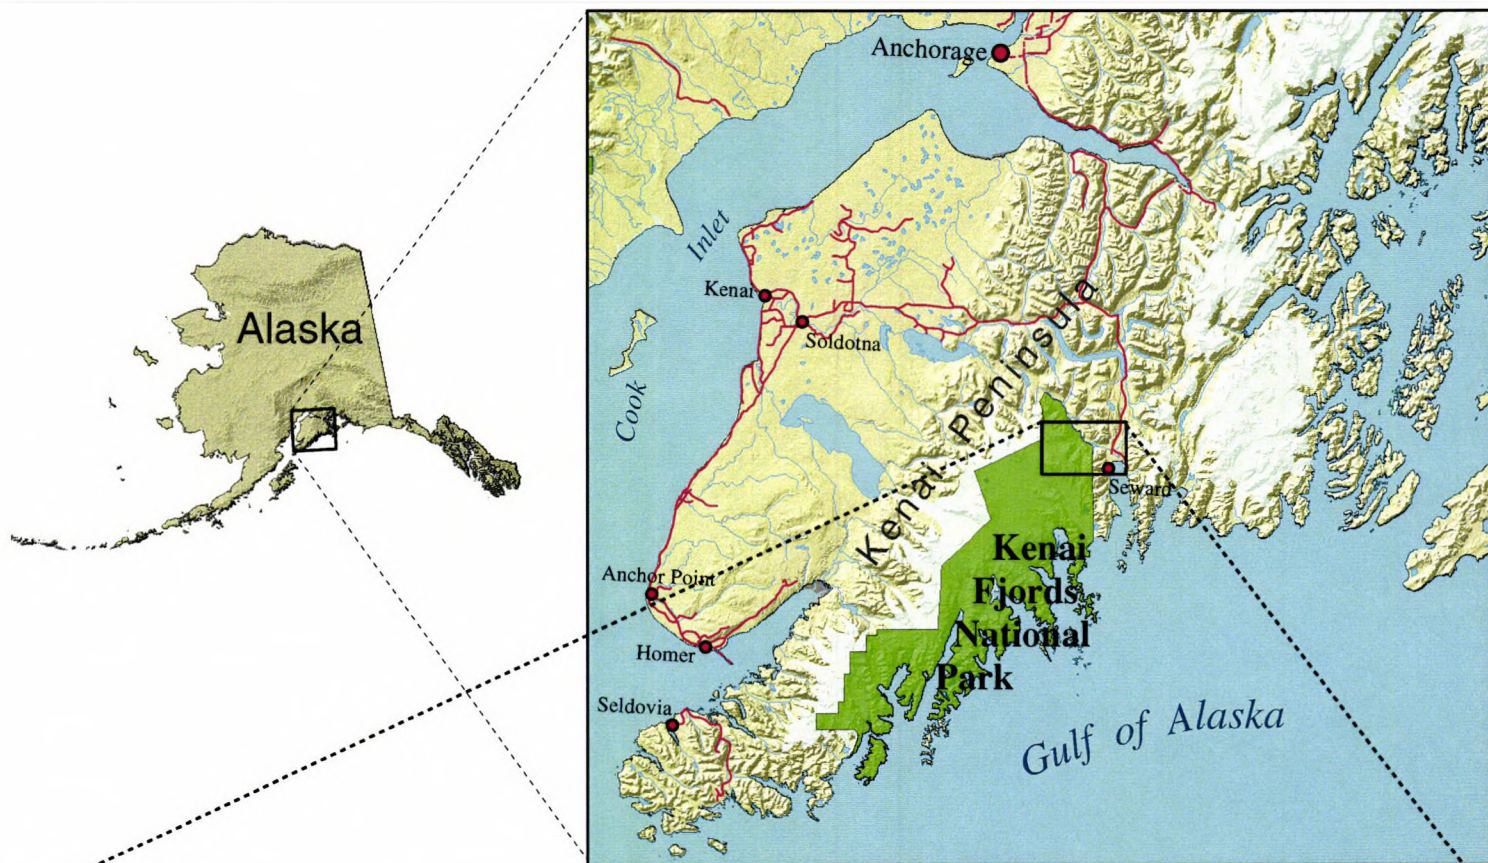 Alaska
Anchorage
Inlet
Cook
Kenai
Soldotna
Kenai Peninsula
Seward
Kenai
Fjords
National
Park
Anchor Point
Homer
Seldovia
Gulf of Alaska